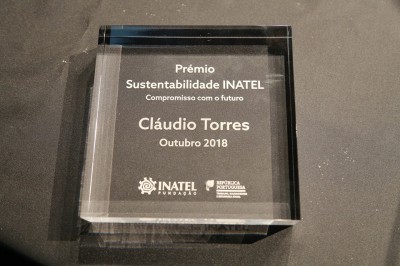 Prémio
Sustentabilidade INATEL
Compromisso com o futuro
Cláudio Torres
Outubro 2018
INATEL
FUNDAÇÃO
REPÚBLICA
PORTUGUESA